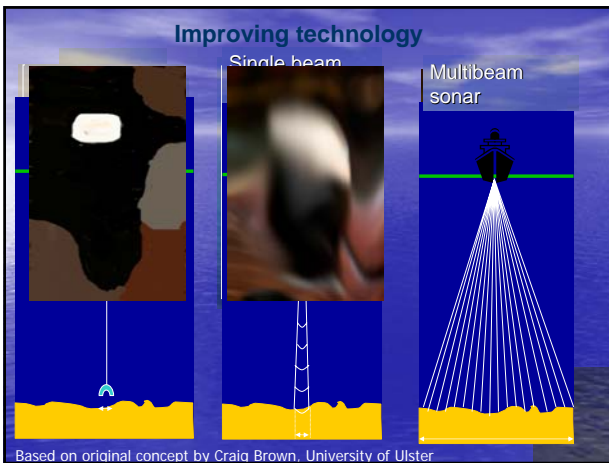 Improving technology
Single beam
Multibeam
sonar
Based on original concept by Craig Brown, University of Ulster